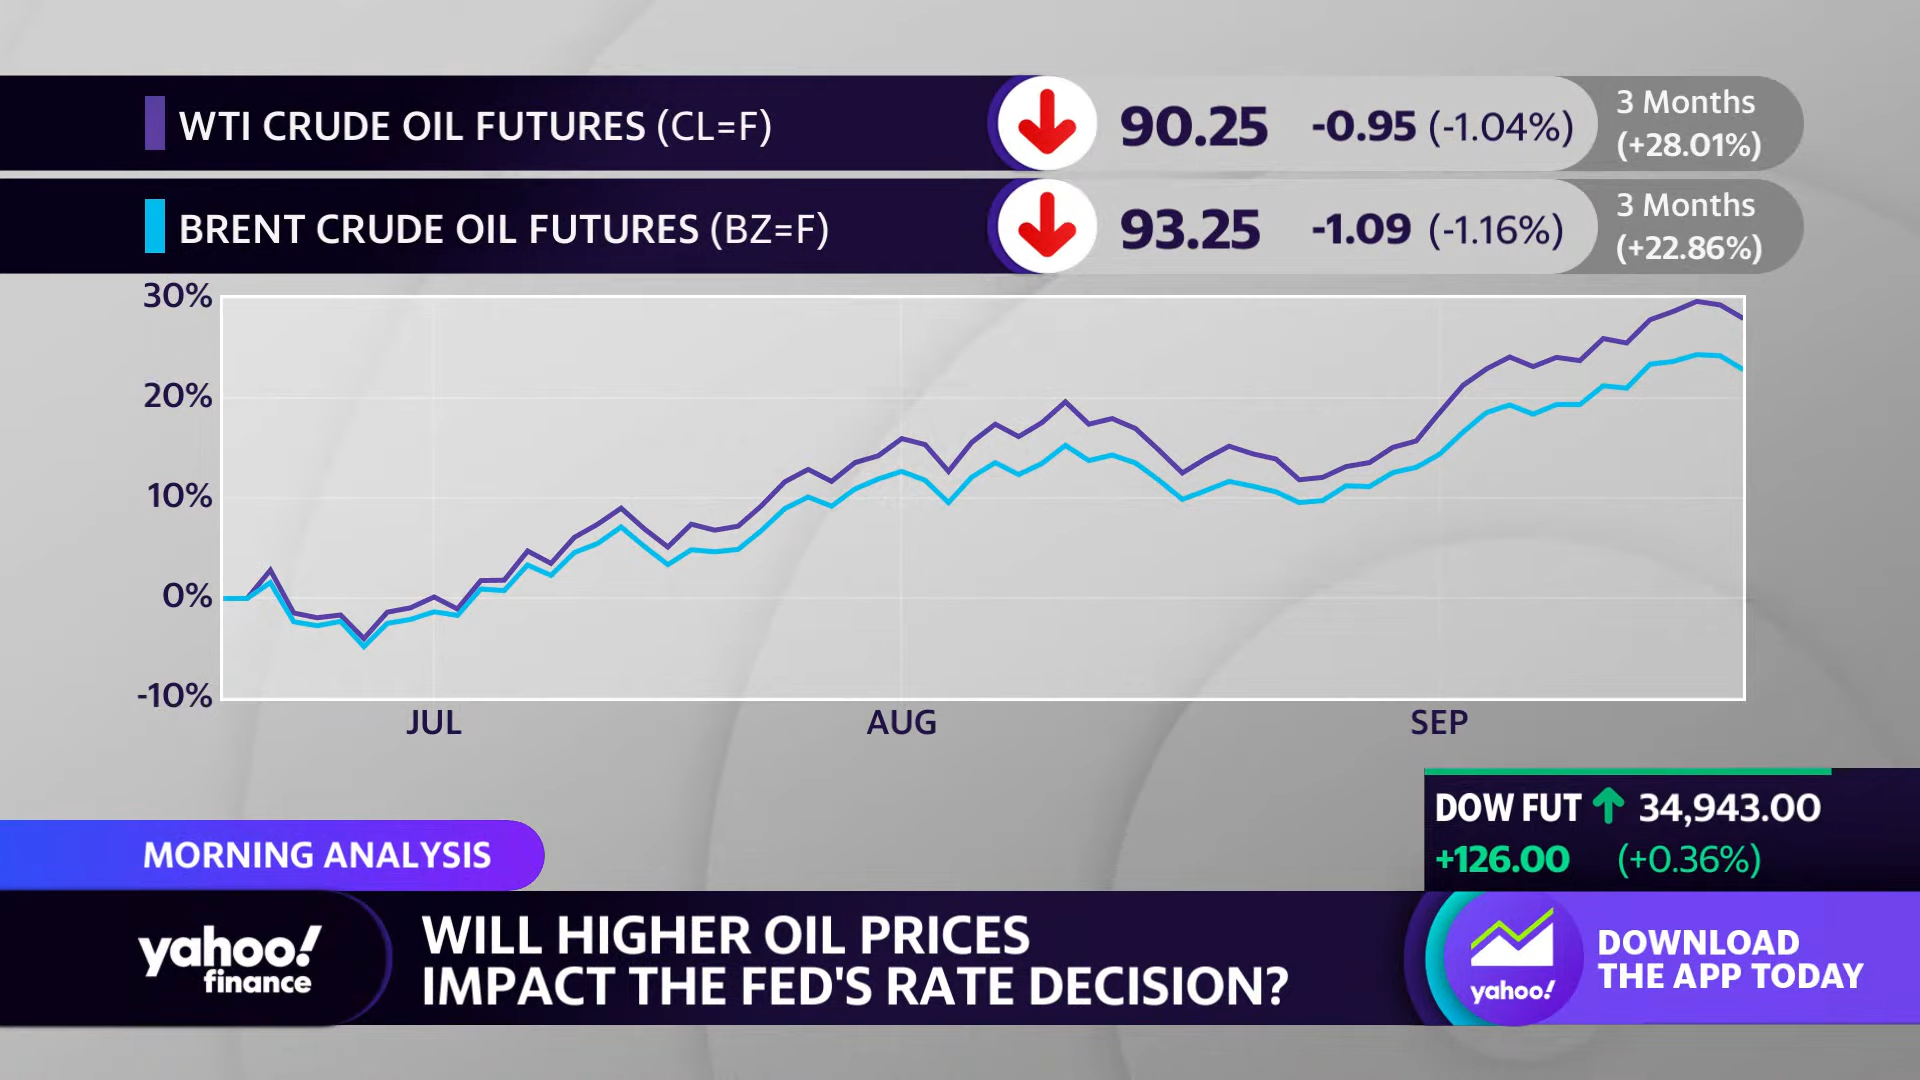 WTI CRUDE OIL FUTURES (CL=F) 90.25 -0.95 (-1.04%) 3 Months (+28.01%)
BRENT CRUDE OIL FUTURES (BZ=F) 93.25 -1.09 (-1.16%) 3 Months (+22.86%)
30%
20%
10%
0%
-10%
JUL AUG SEP
DOW FUT 34,943.00
+126.00 (+0.36%)
MORNING ANALYSIS
yahoo!
finance
WILL HIGHER OIL PRICES
IMPACT THE FED'S RATE DECISION?
yahoo!
DOWNLOAD
THE APP TODAY